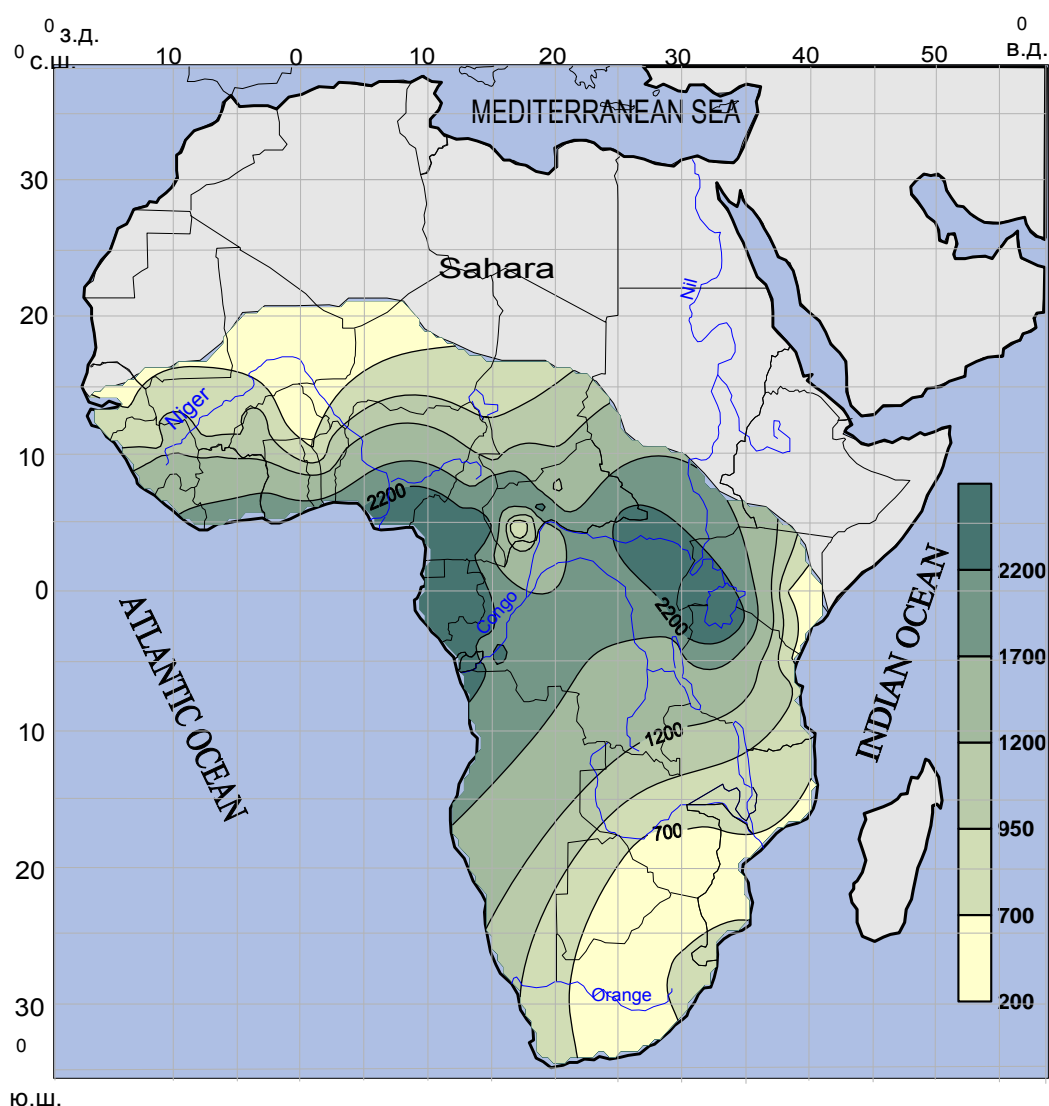 0 з.д.
0 с.ш.
10 0 10 20 30 40 50
0
в.д.
MEDITERRANEAN SEA
30
Sahara
Nil
20
Niger
10
2200
2200
0
Congo
2200
ATLANTIC OCEAN
INDIAN OCEAN
1700
10
1200
1200
700
950
20
700
Orange
30
200
0
ю.ш.